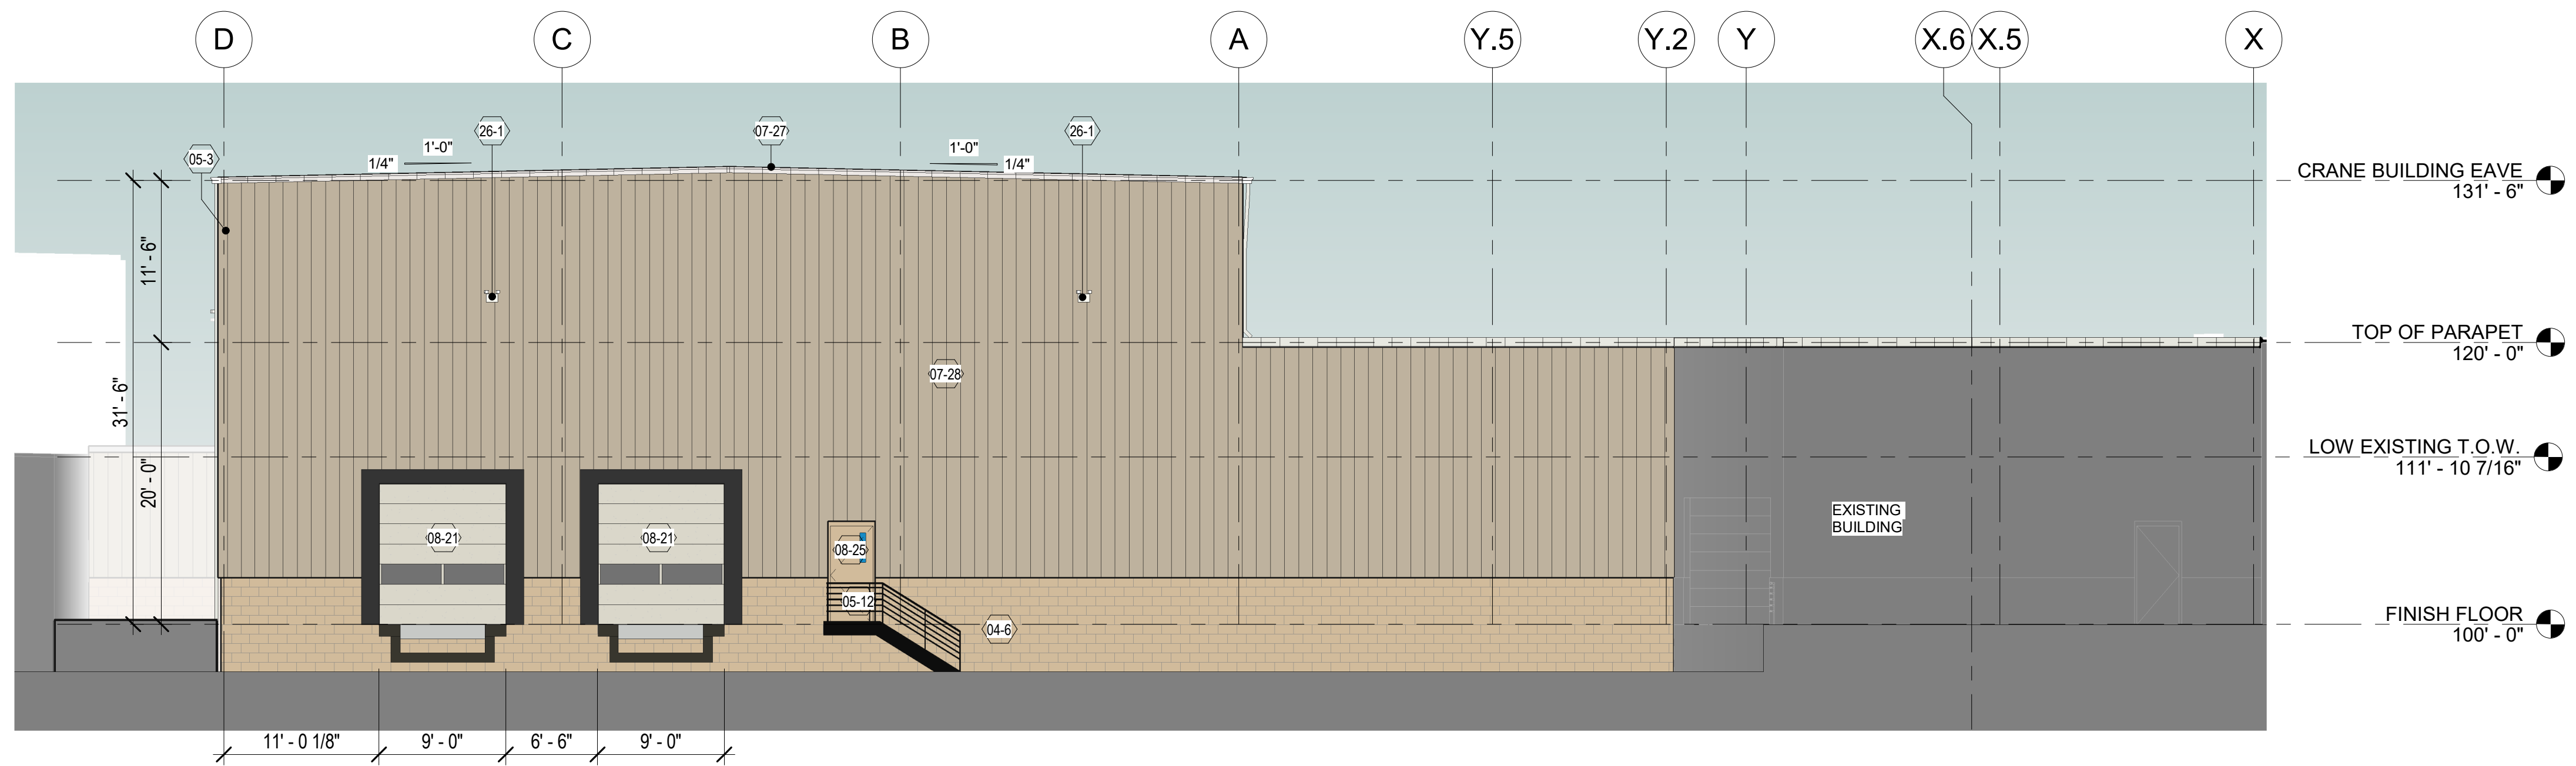 D
C
B
A
Y.5
Y.2
Y
X.6
X.5
X
26-1
07-27
26-1
05-3
1/4"
1'-0"
1'-0"
1/4"
CRANE BUILDING EAVE
131' - 6"
11' - 6"
TOP OF PARAPET
120' - 0"
07-28
31' - 6"
20' - 0"
LOW EXISTING T.O.W.
111' - 10 7/16"
EXISTING
BUILDING
08-21
08-21
08-25
05-12
04-6
FINISH FLOOR
100' - 0"
11' - 0 1/8"
9' - 0"
6' - 6"
9' - 0"